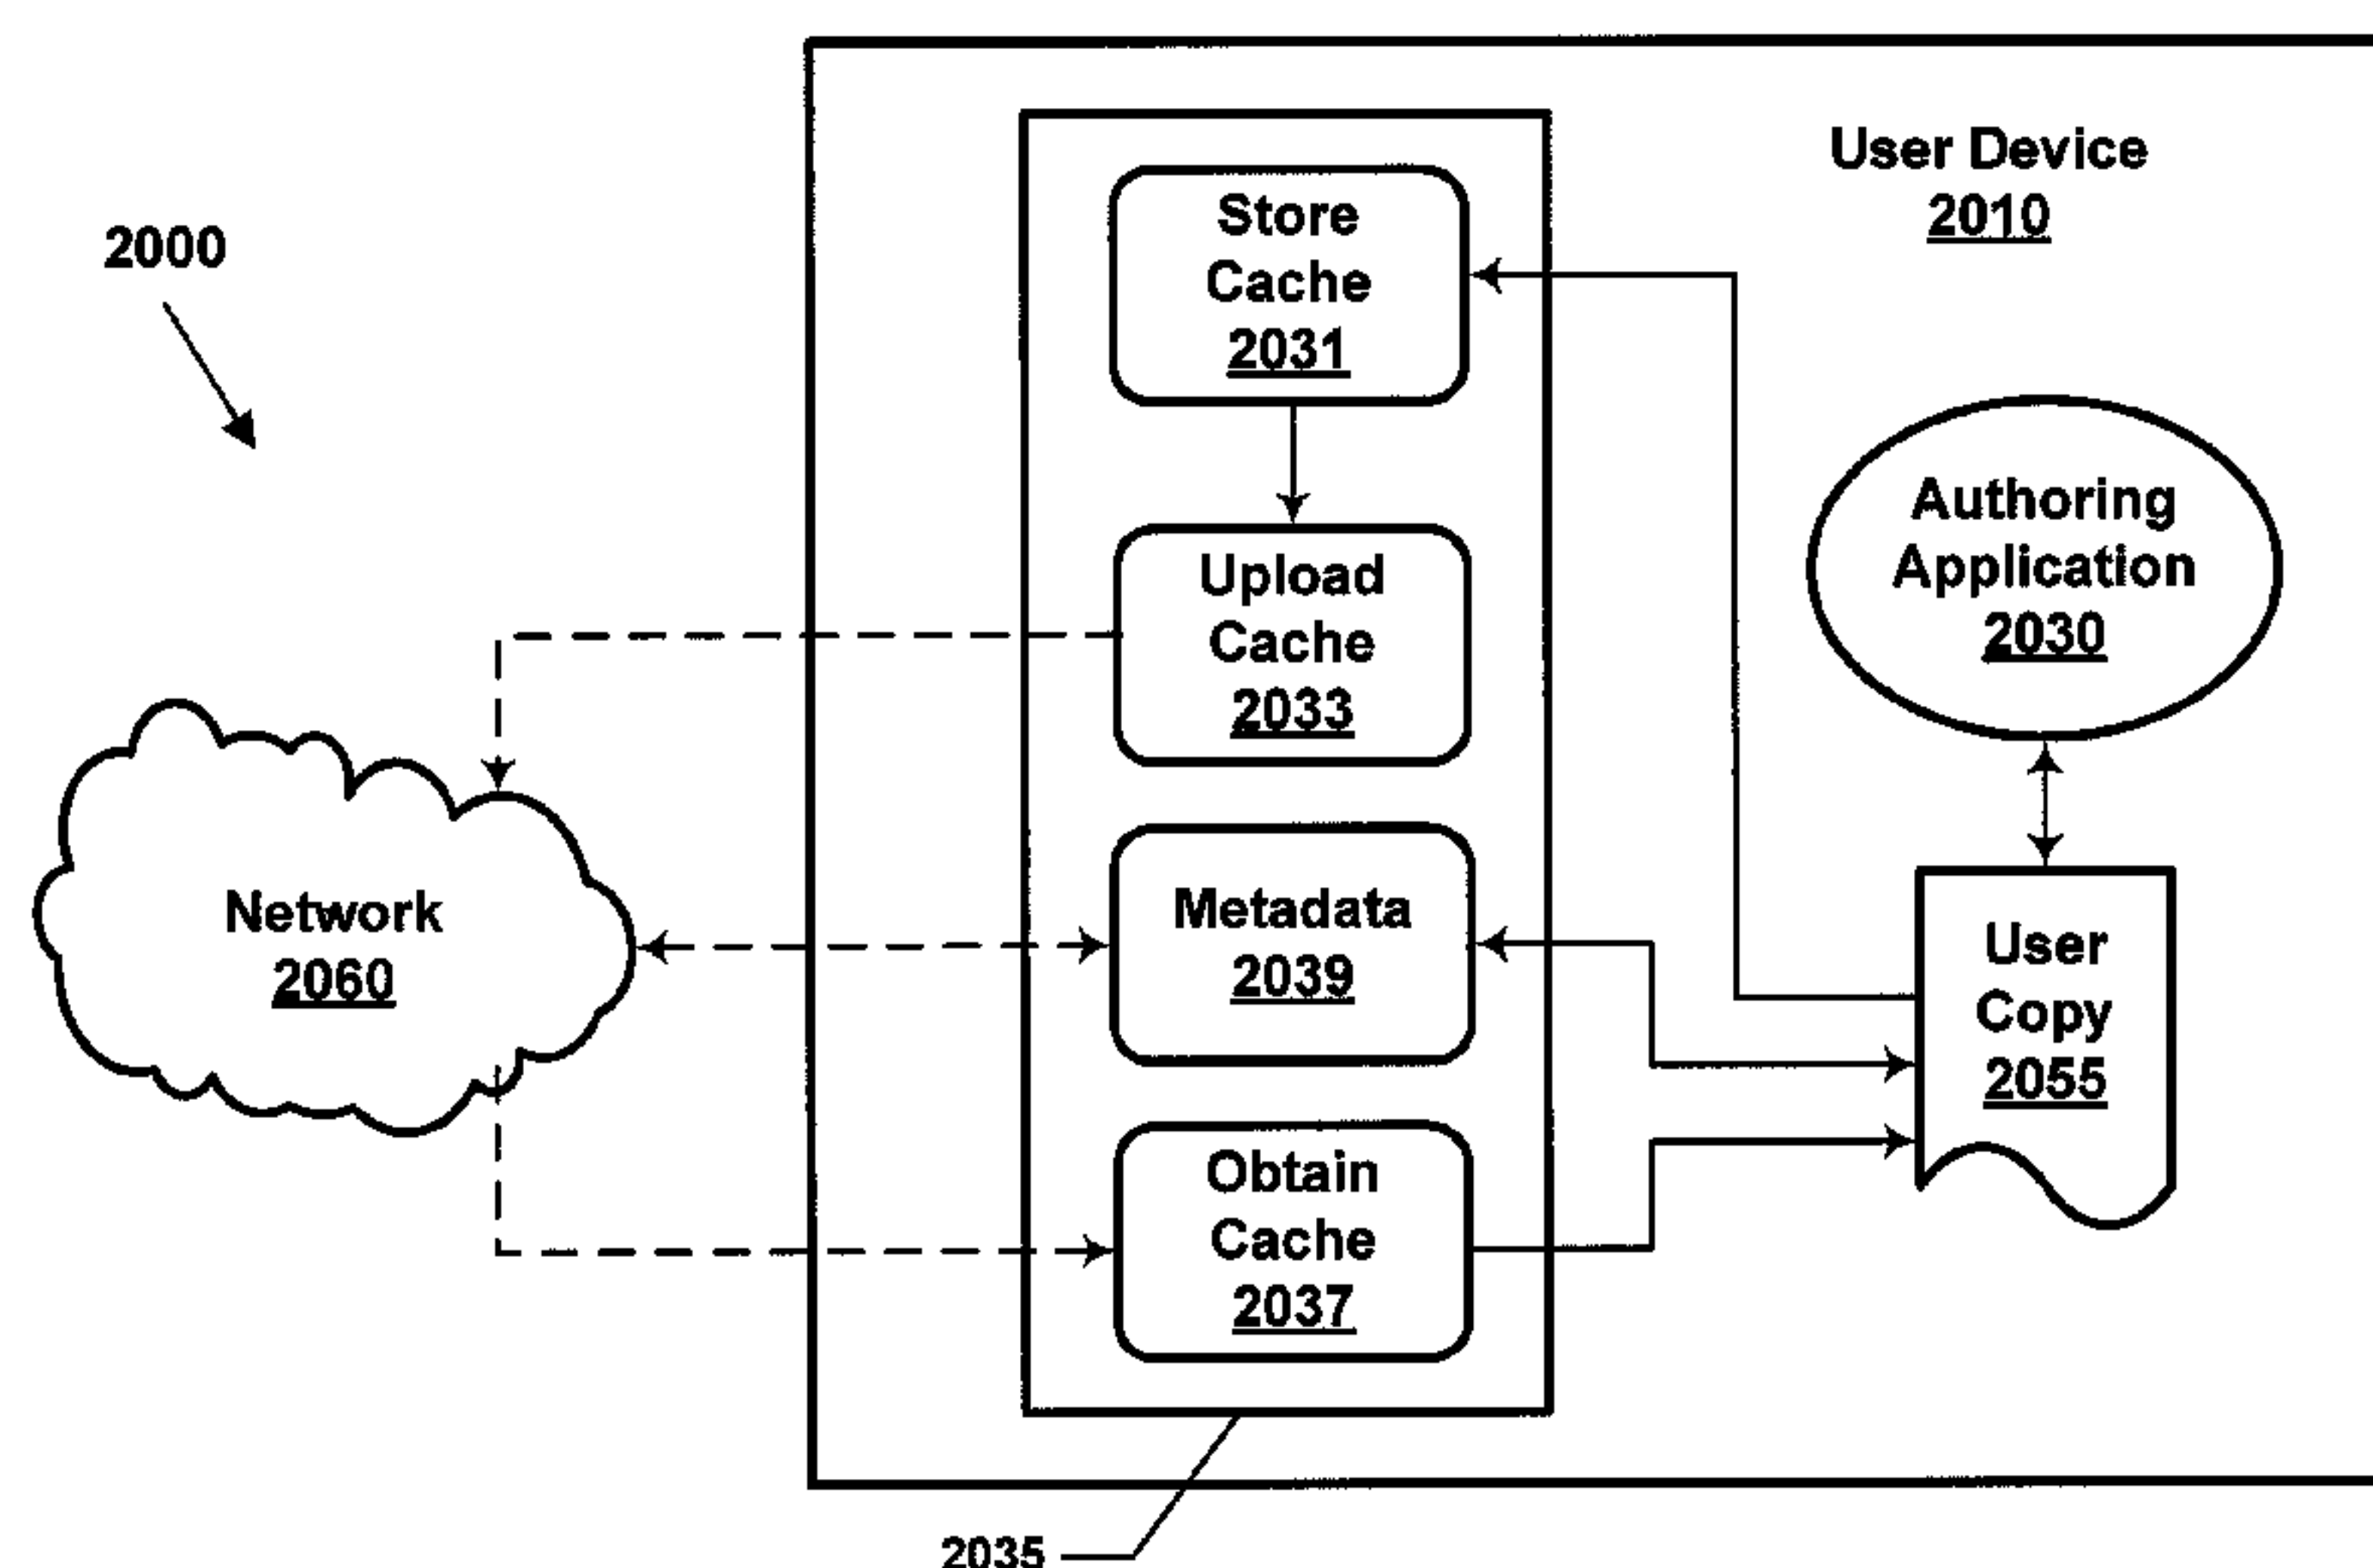 2000
User Device
2010
Store
Cache
2031
Upload
Cache
2033
Authoring
Application
2030
Network
2060
Metadata
2039
User
Copy
2055
Obtain
Cache
2037
2035